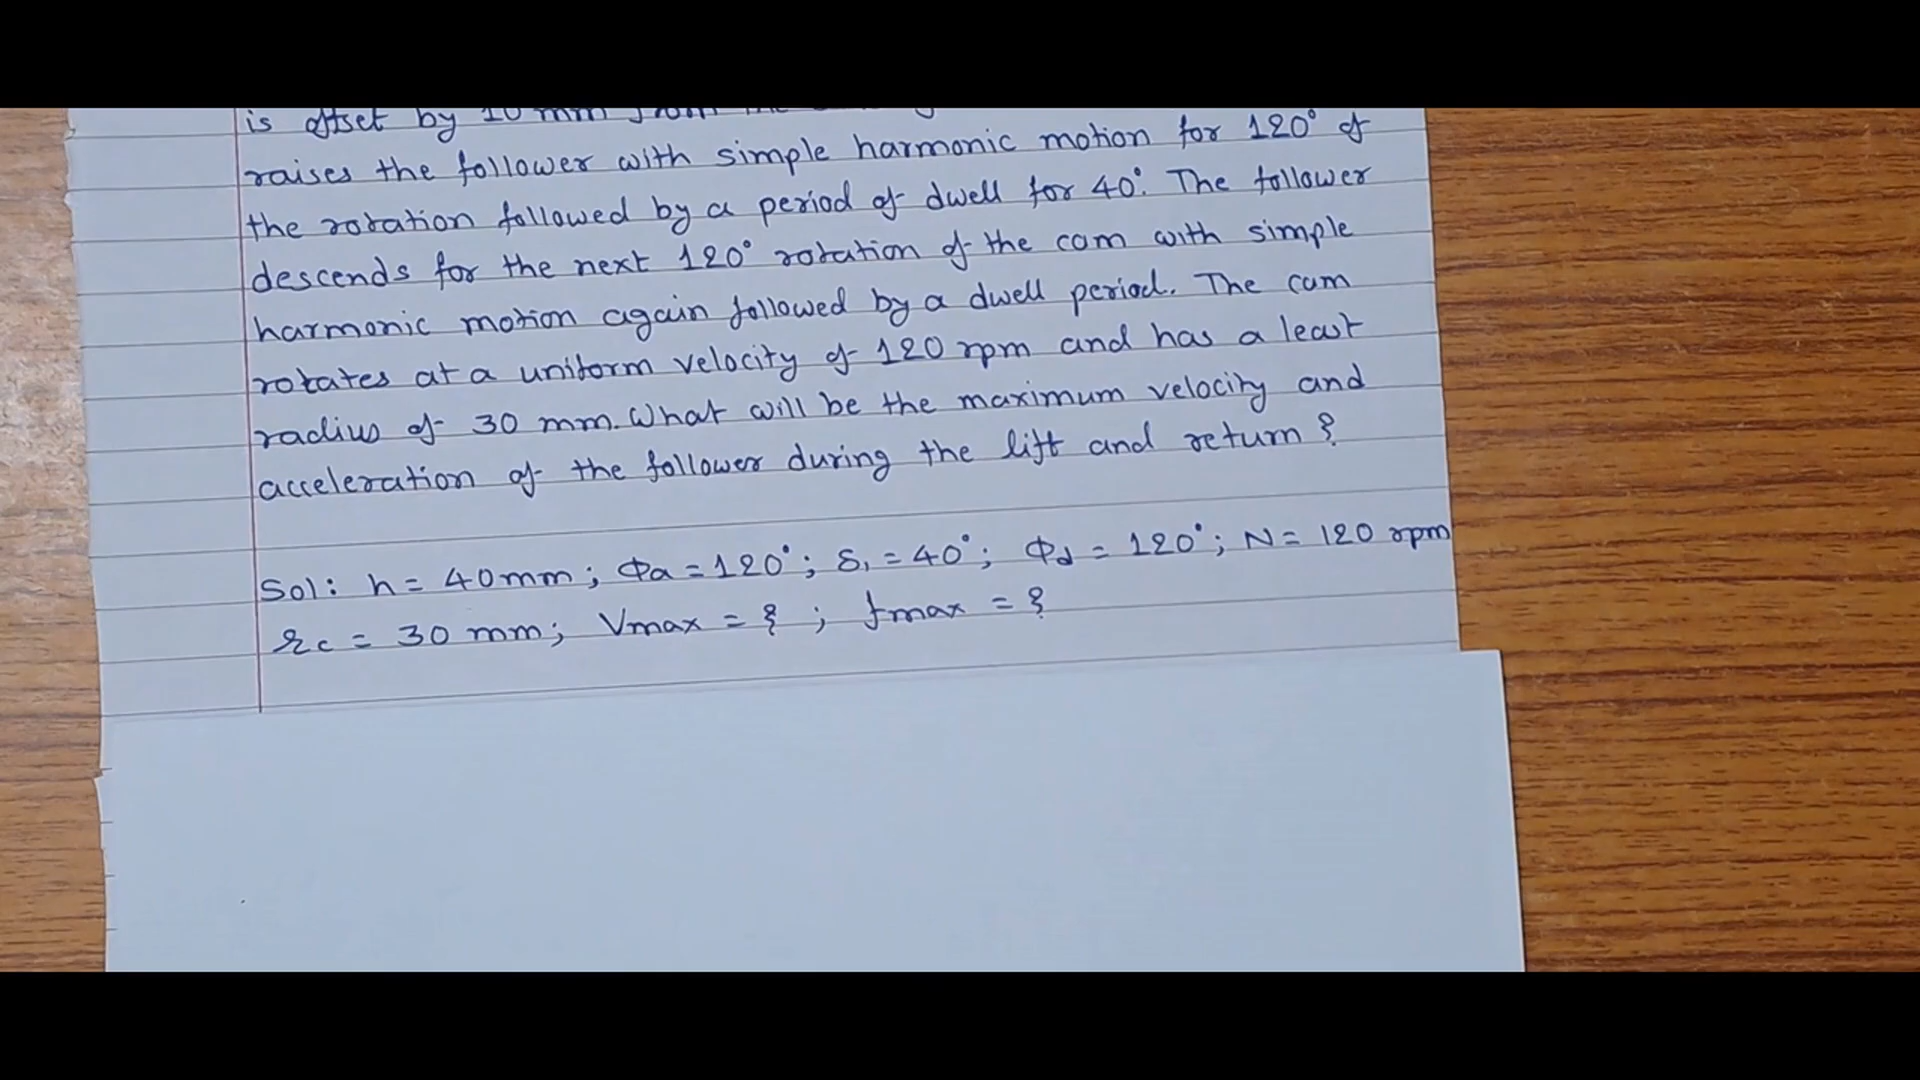 is offset by 10 mm from the
raises the follower with simple harmonic motion for 120° of
the rotation followed by a period of dwell for 40°. The follower
descends for the next 120° rotation of the cam with simple
harmonic motion again followed by a dwell period. The cam
rotates at a uniform velocity of 120 rpm and has a least
radius of 30 mm. What will be the maximum velocity and
acceleration of the follower during the lift and return ?
Sol: h = 40mm ; Φa = 120° ; δ₁ = 40° ; Φd = 120° ; N = 120 rpm
rc = 30 mm ; Vmax = ? ; fmax = ?